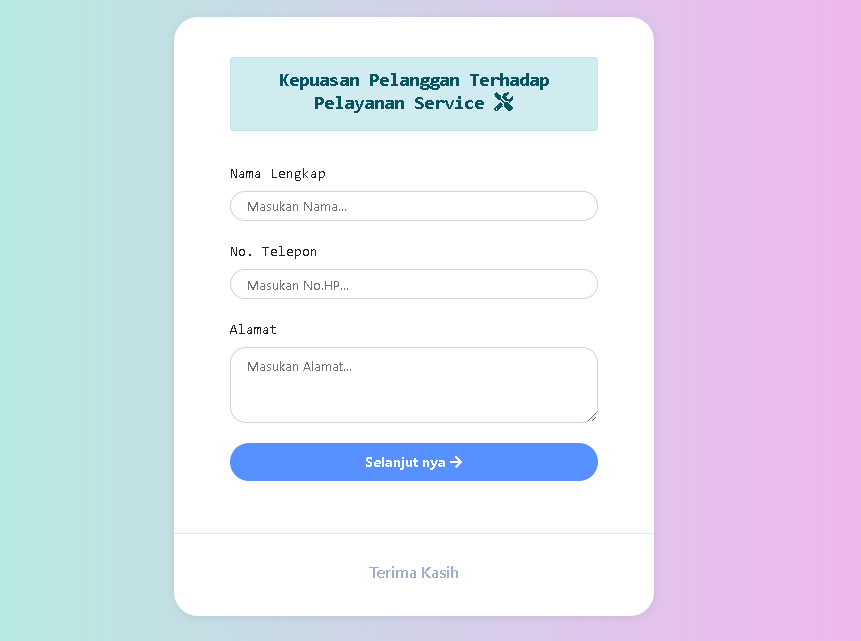 Kepuasan Pelanggan Terhadap
Pelayanan Service
Nama Lengkap
Masukan Nama...
No. Telepon
Masukan No.HP...
Alamat
Masukan Alamat...
Selanjut nya →
Terima Kasih